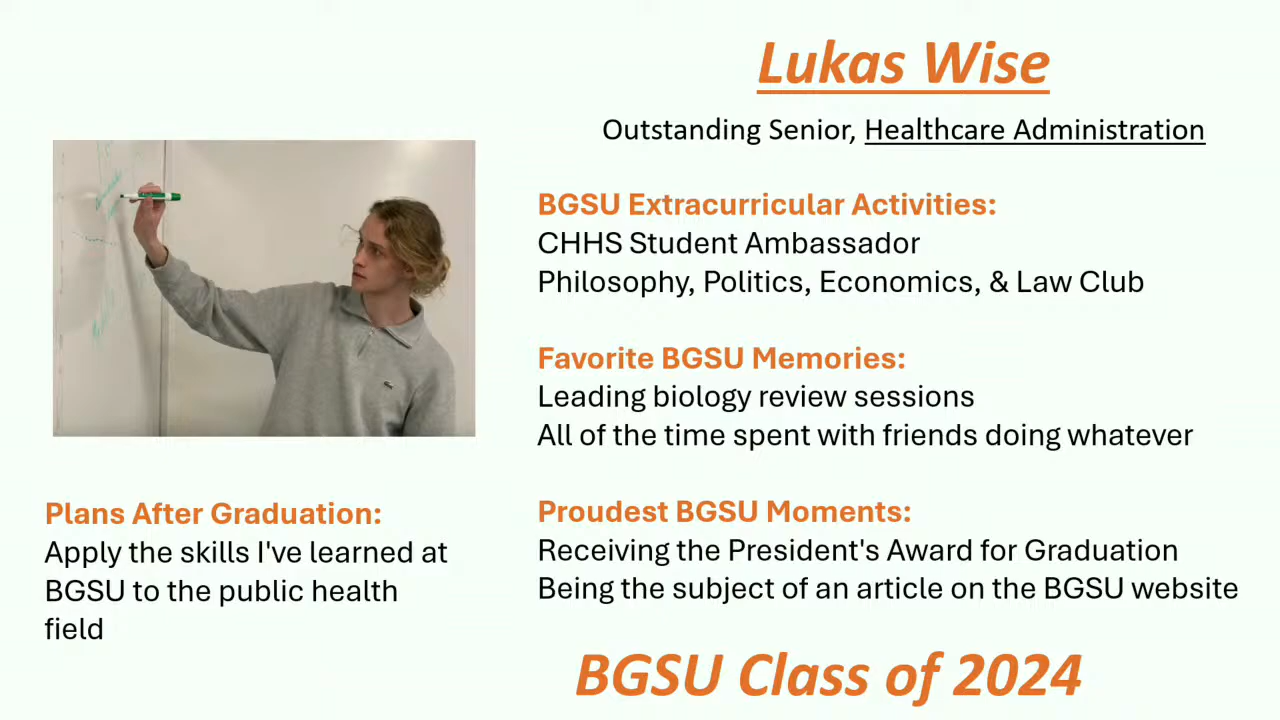 Lukas Wise
Outstanding Senior, Healthcare Administration
BGSU Extracurricular Activities:
CHHS Student Ambassador
Philosophy, Politics, Economics, & Law Club
Favorite BGSU Memories:
Leading biology review sessions
All of the time spent with friends doing whatever
Plans After Graduation:
Apply the skills I've learned at
BGSU to the public health
field
Proudest BGSU Moments:
Receiving the President's Award for Graduation
Being the subject of an article on the BGSU website
BGSU Class of 2024